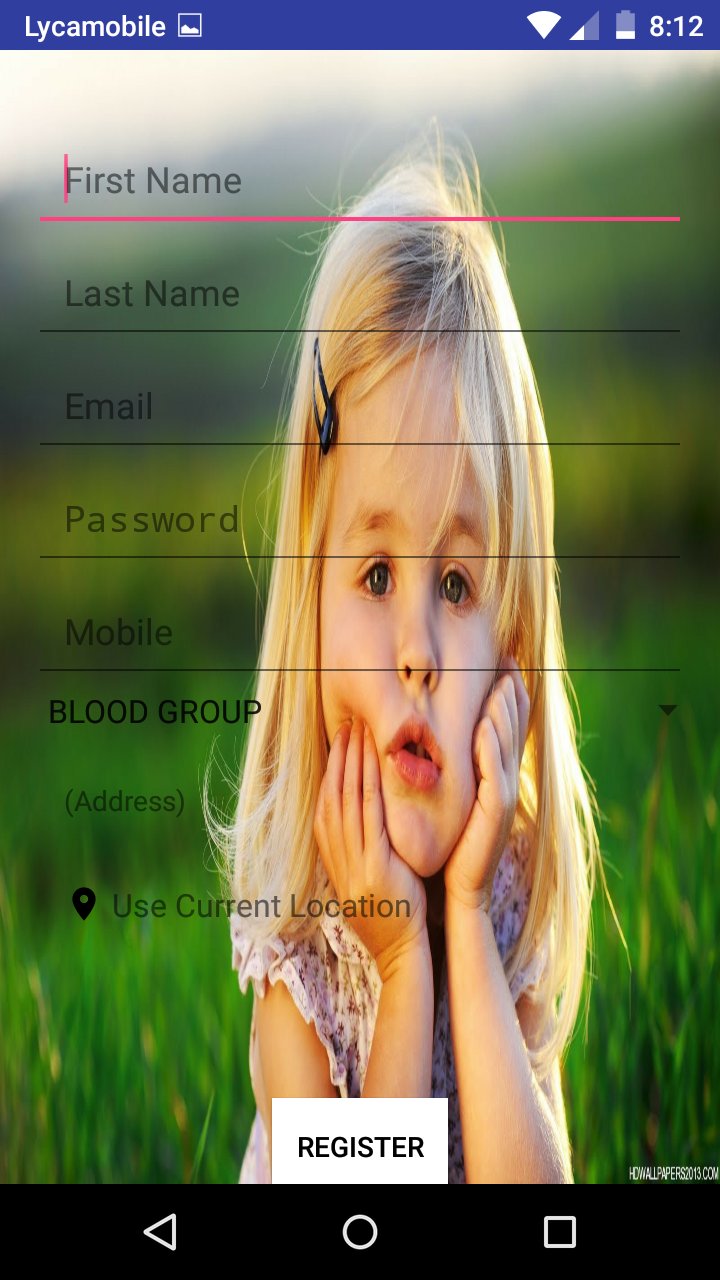 Lycamobile 8:12
First Name
Last Name
Email
Password
Mobile
BLOOD GROUP
(Address)
Use Current Location
REGISTER
HDWALLPAPERS2013.COM